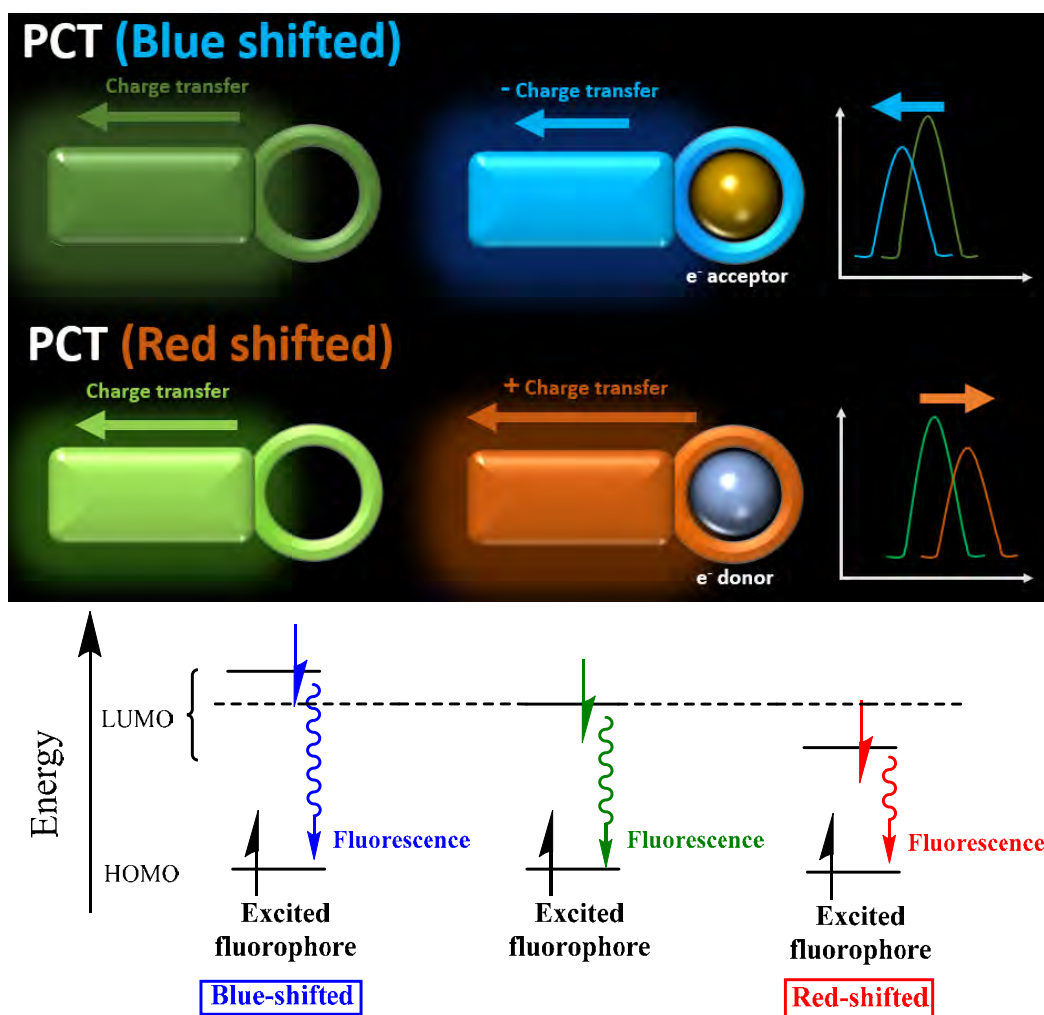 PCT (Blue shifted)
Charge transfer
- Charge transfer
e- acceptor
PCT (Red shifted)
Charge transfer
+ Charge transfer
e- donor
Energy
LUMO
HOMO
Fluorescence
Fluorescence
Fluorescence
Excited
fluorophore
Excited
fluorophore
Excited
fluorophore
Blue-shifted
Red-shifted